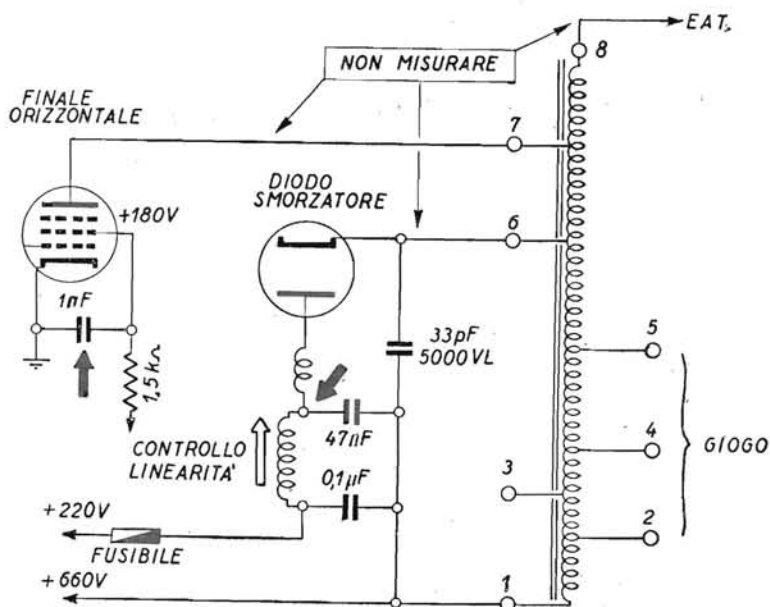 EAT.
8
NON MISURARE
FINALE
ORIZZONTALE
7
DIODO
SMORZATORE
+180V
6
1nF
33pF
5000VL
5
1,5kΩ
47nF
CONTROLLO
LINEARITA'
4
GIOGO
3
0,1µF
2
+220V
FUSIBILE
+660V
1